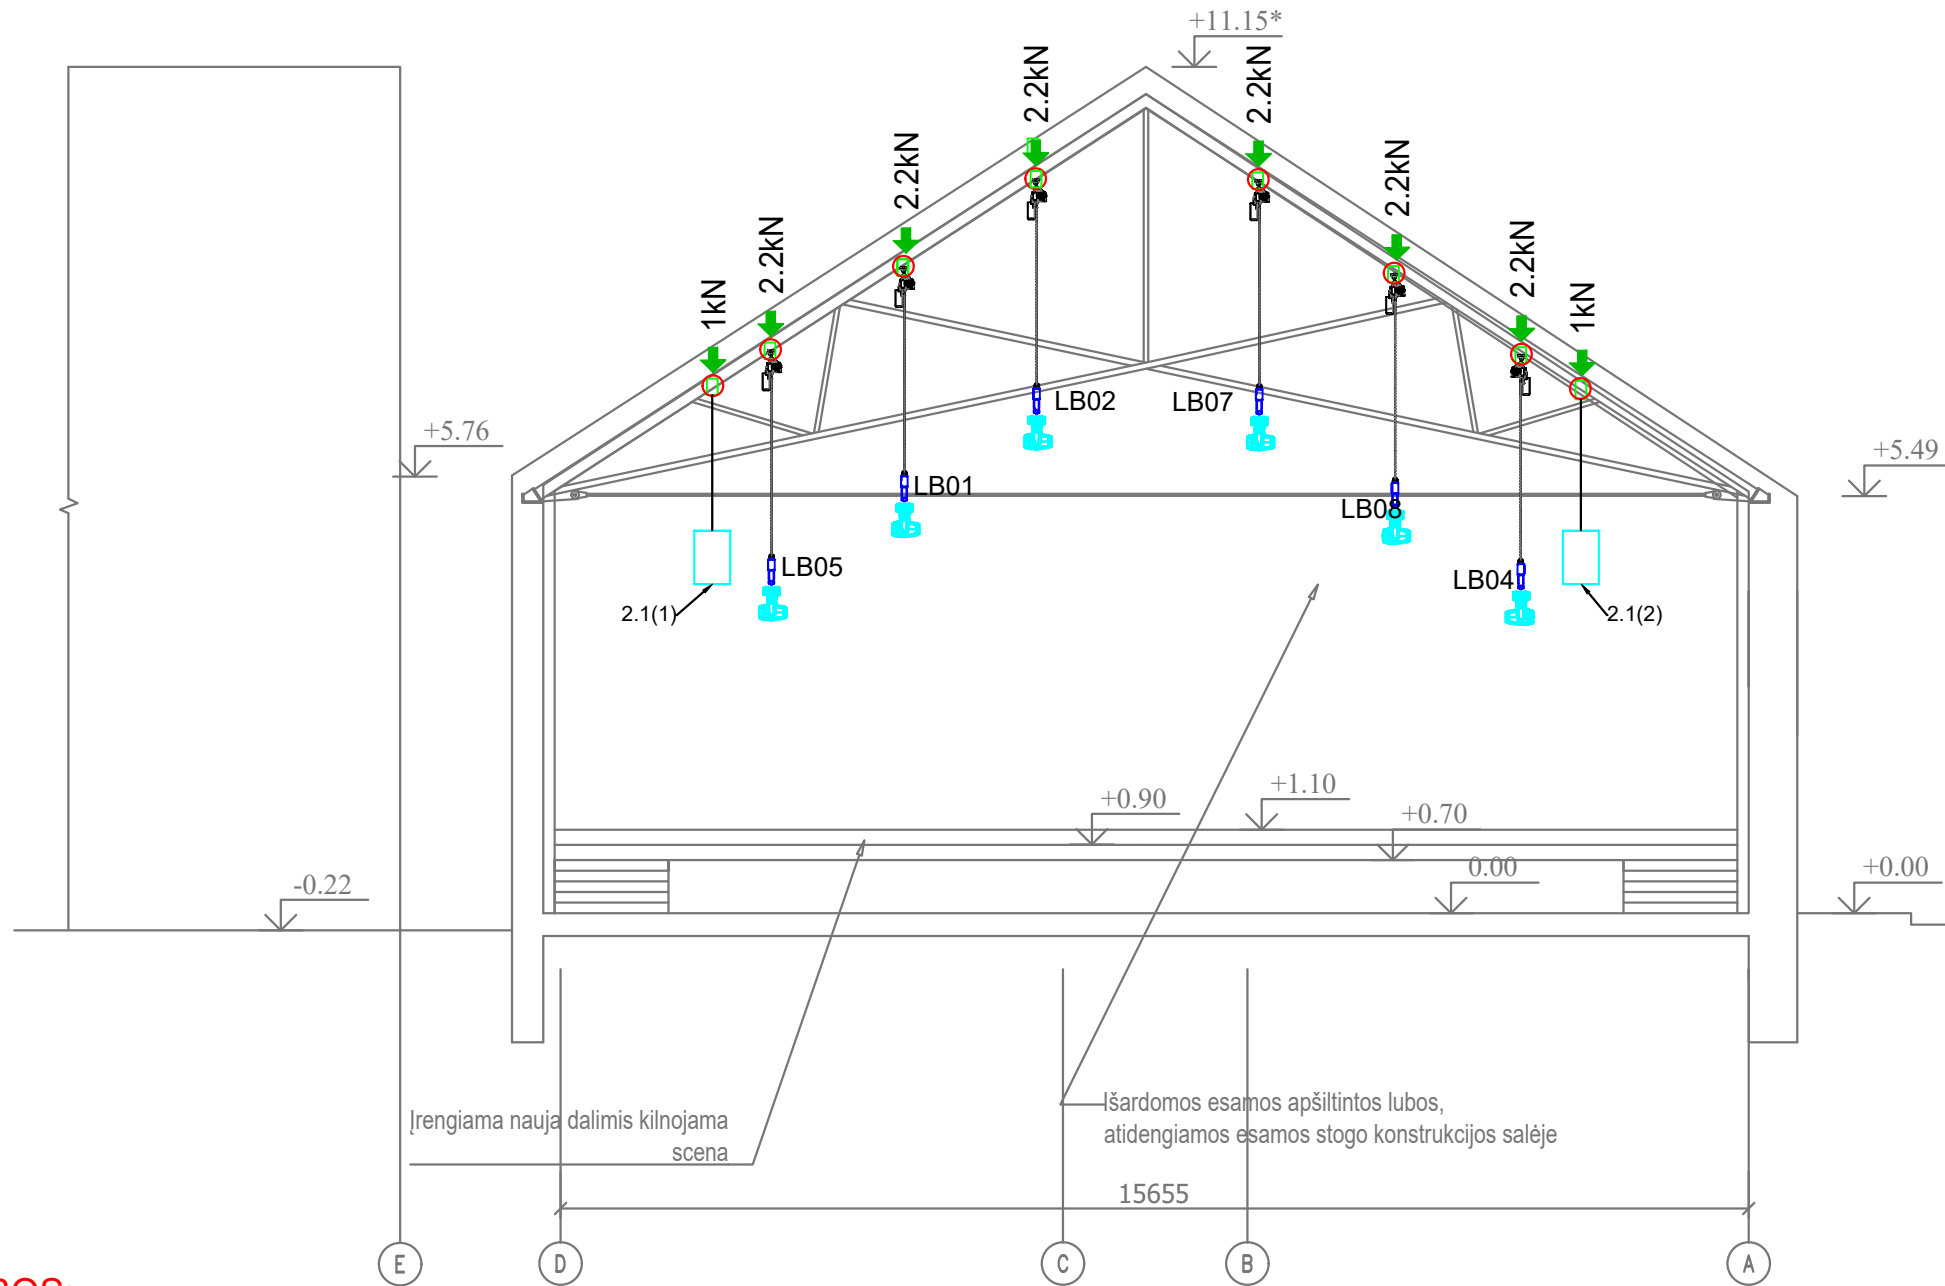 +11.15*
2.2kN
2.2kN
2.2kN
2.2kN
2.2kN
2.2kN
1kN
1kN
LB02
LB07
+5.76
+5.49
LB01
LB08
LB05
LB04
2.1(1)
2.1(2)
+0.90
+1.10
+0.70
0.00
+0.00
-0.22
Įrengiama nauja dalimis kilnojama
scena
Išardomos esamos apšiltintos lubos,
atidengiamos esamos stogo konstrukcijos salėje
15655
E
D
C
B
A